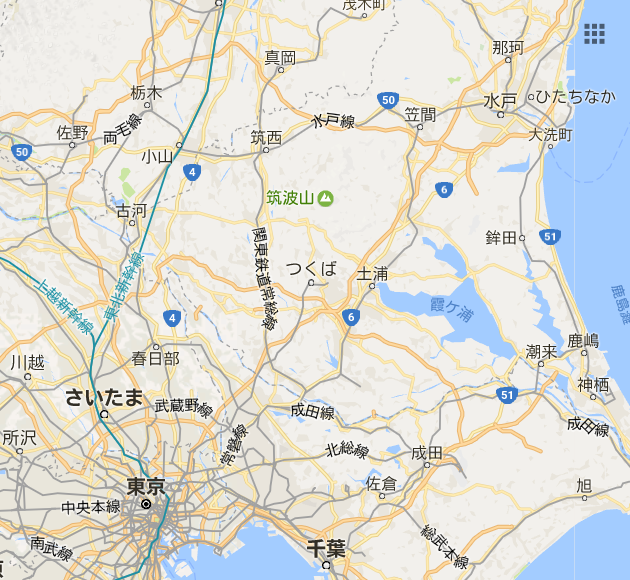 茂木町
真岡
那珂
栃木
50
水戸
ひたちなか
佐野
両毛線
水戸線
笠間
大洗町
50
小山
筑西
4
6
筑波山
古河
鉾田
51
関東鉄道常総線
上越新幹線
東北新幹線
つくば
土浦
霞ケ浦
鹿島灘
4
6
川越
春日部
潮来
鹿嶋
さいたま
武蔵野線
成田線
51
神栖
成田線
所沢
常磐線
北総線
成田
東京
佐倉
旭
中央本線
南武線
千葉
総武本線